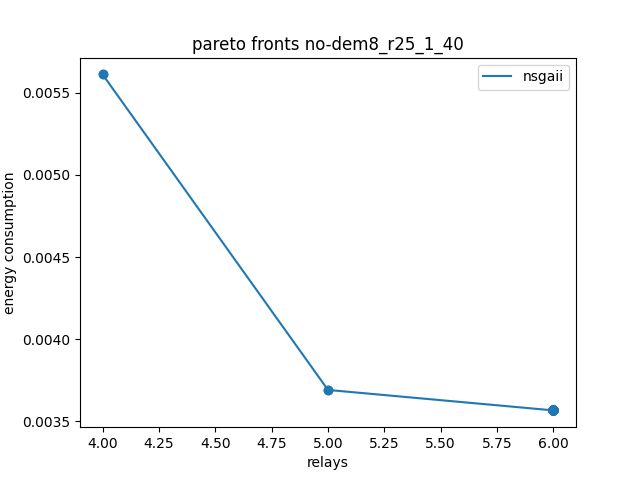 pareto fronts no-dem8_r25_1_40
nsgaii
energy consumption
0.0055
0.0050
0.0045
0.0040
0.0035
4.00 4.25 4.50 4.75 5.00 5.25 5.50 5.75 6.00
relays